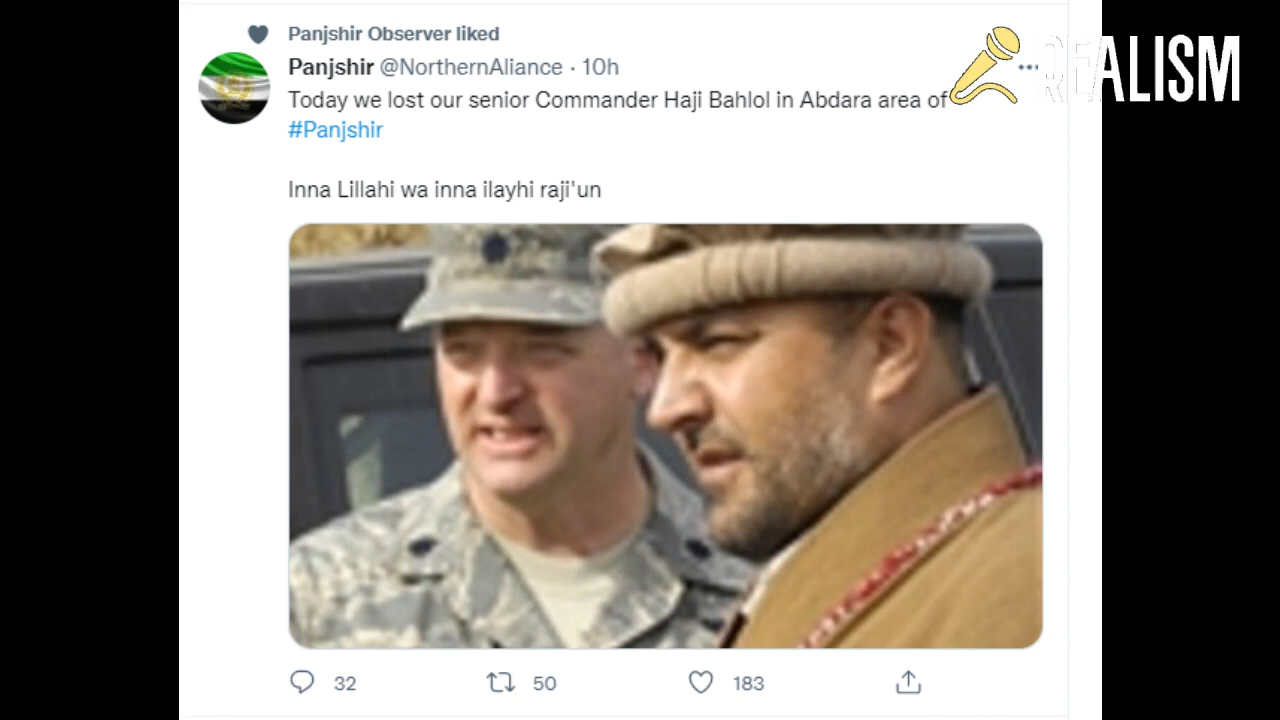 Panjshir Observer liked
Panjshir @NorthernAlliance · 10h
REALISM
Today we lost our senior Commander Haji Bahlol in Abdara area of
#Panjshir
Inna Lillahi wa inna ilayhi raji'un
32 50 183